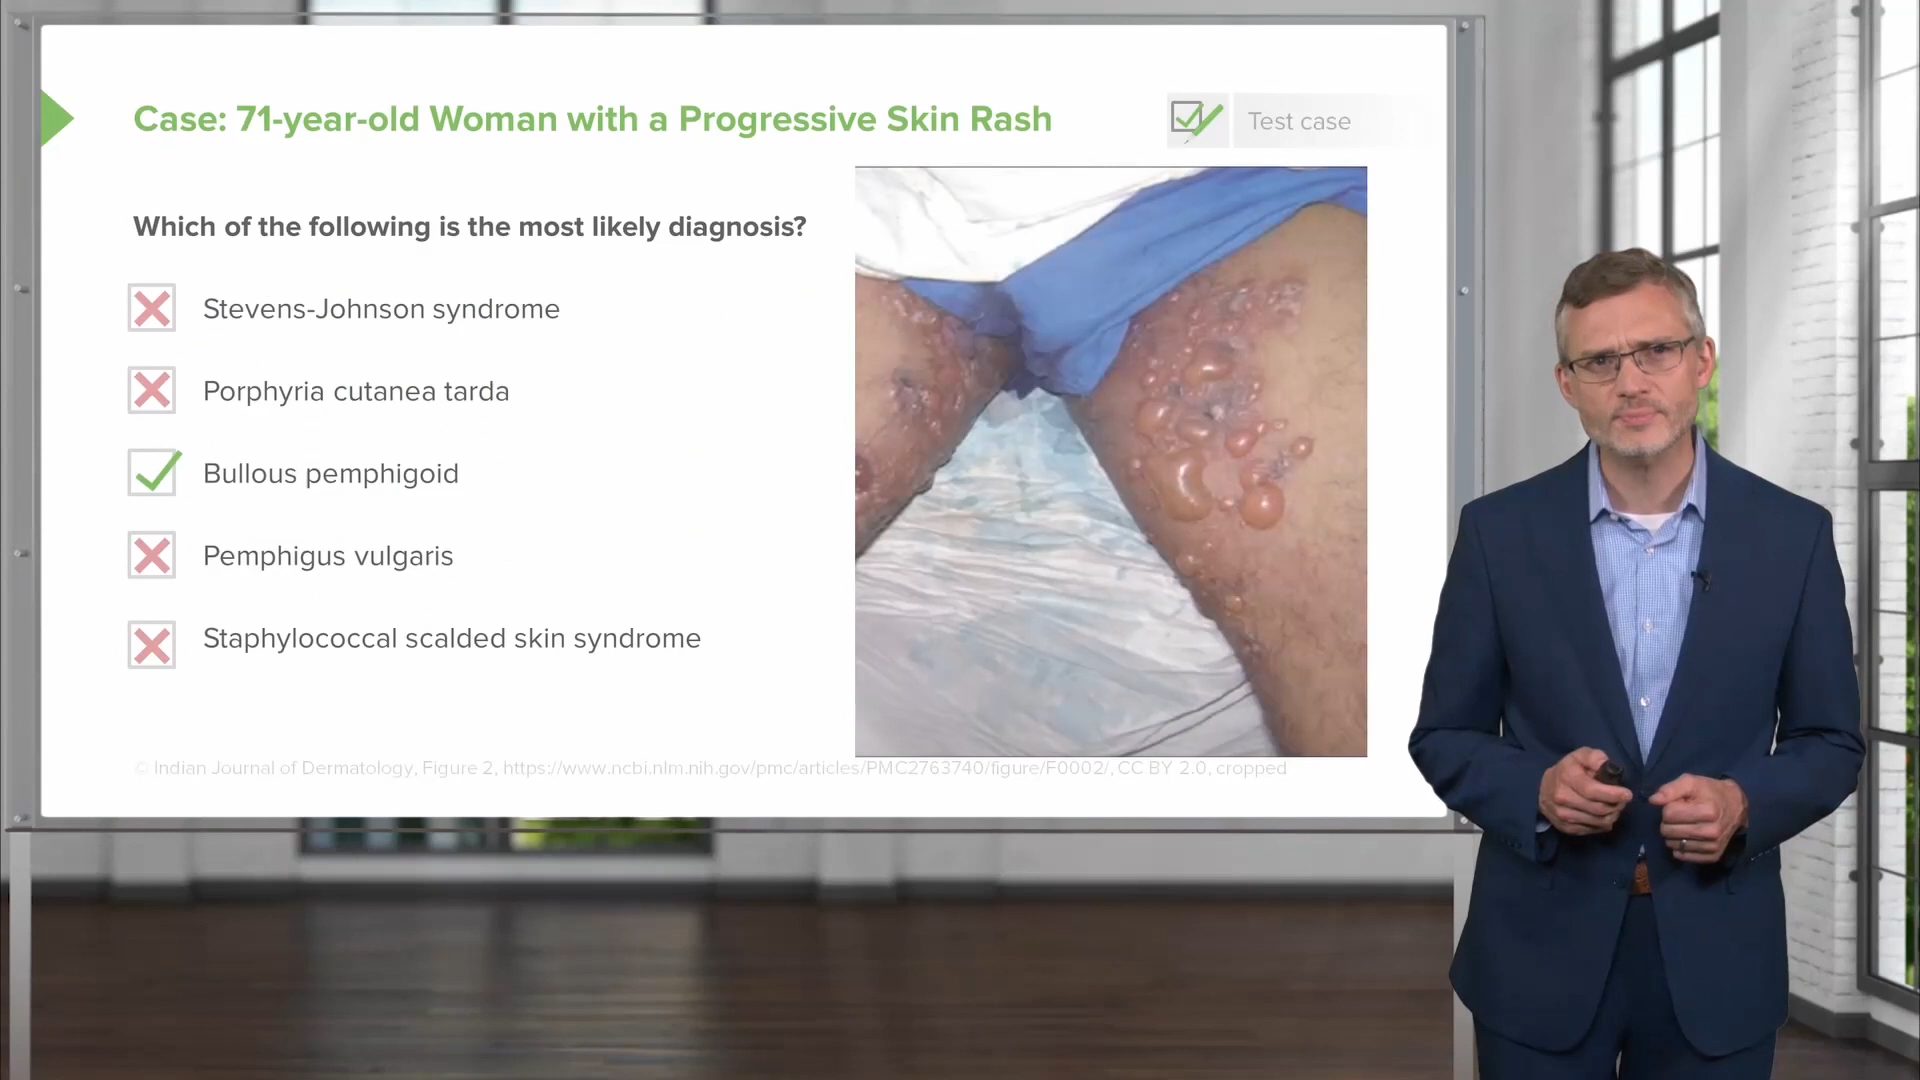 Case: 71-year-old Woman with a Progressive Skin Rash
Test case
Which of the following is the most likely diagnosis?
Stevens-Johnson syndrome
Porphyria cutanea tarda
Bullous pemphigoid
Pemphigus vulgaris
Staphylococcal scalded skin syndrome
© Indian Journal of Dermatology, Figure 2, https://www.ncbi.nlm.nih.gov/pmc/articles/PMC2763740/figure/F0002/, CC BY 2.0, cropped